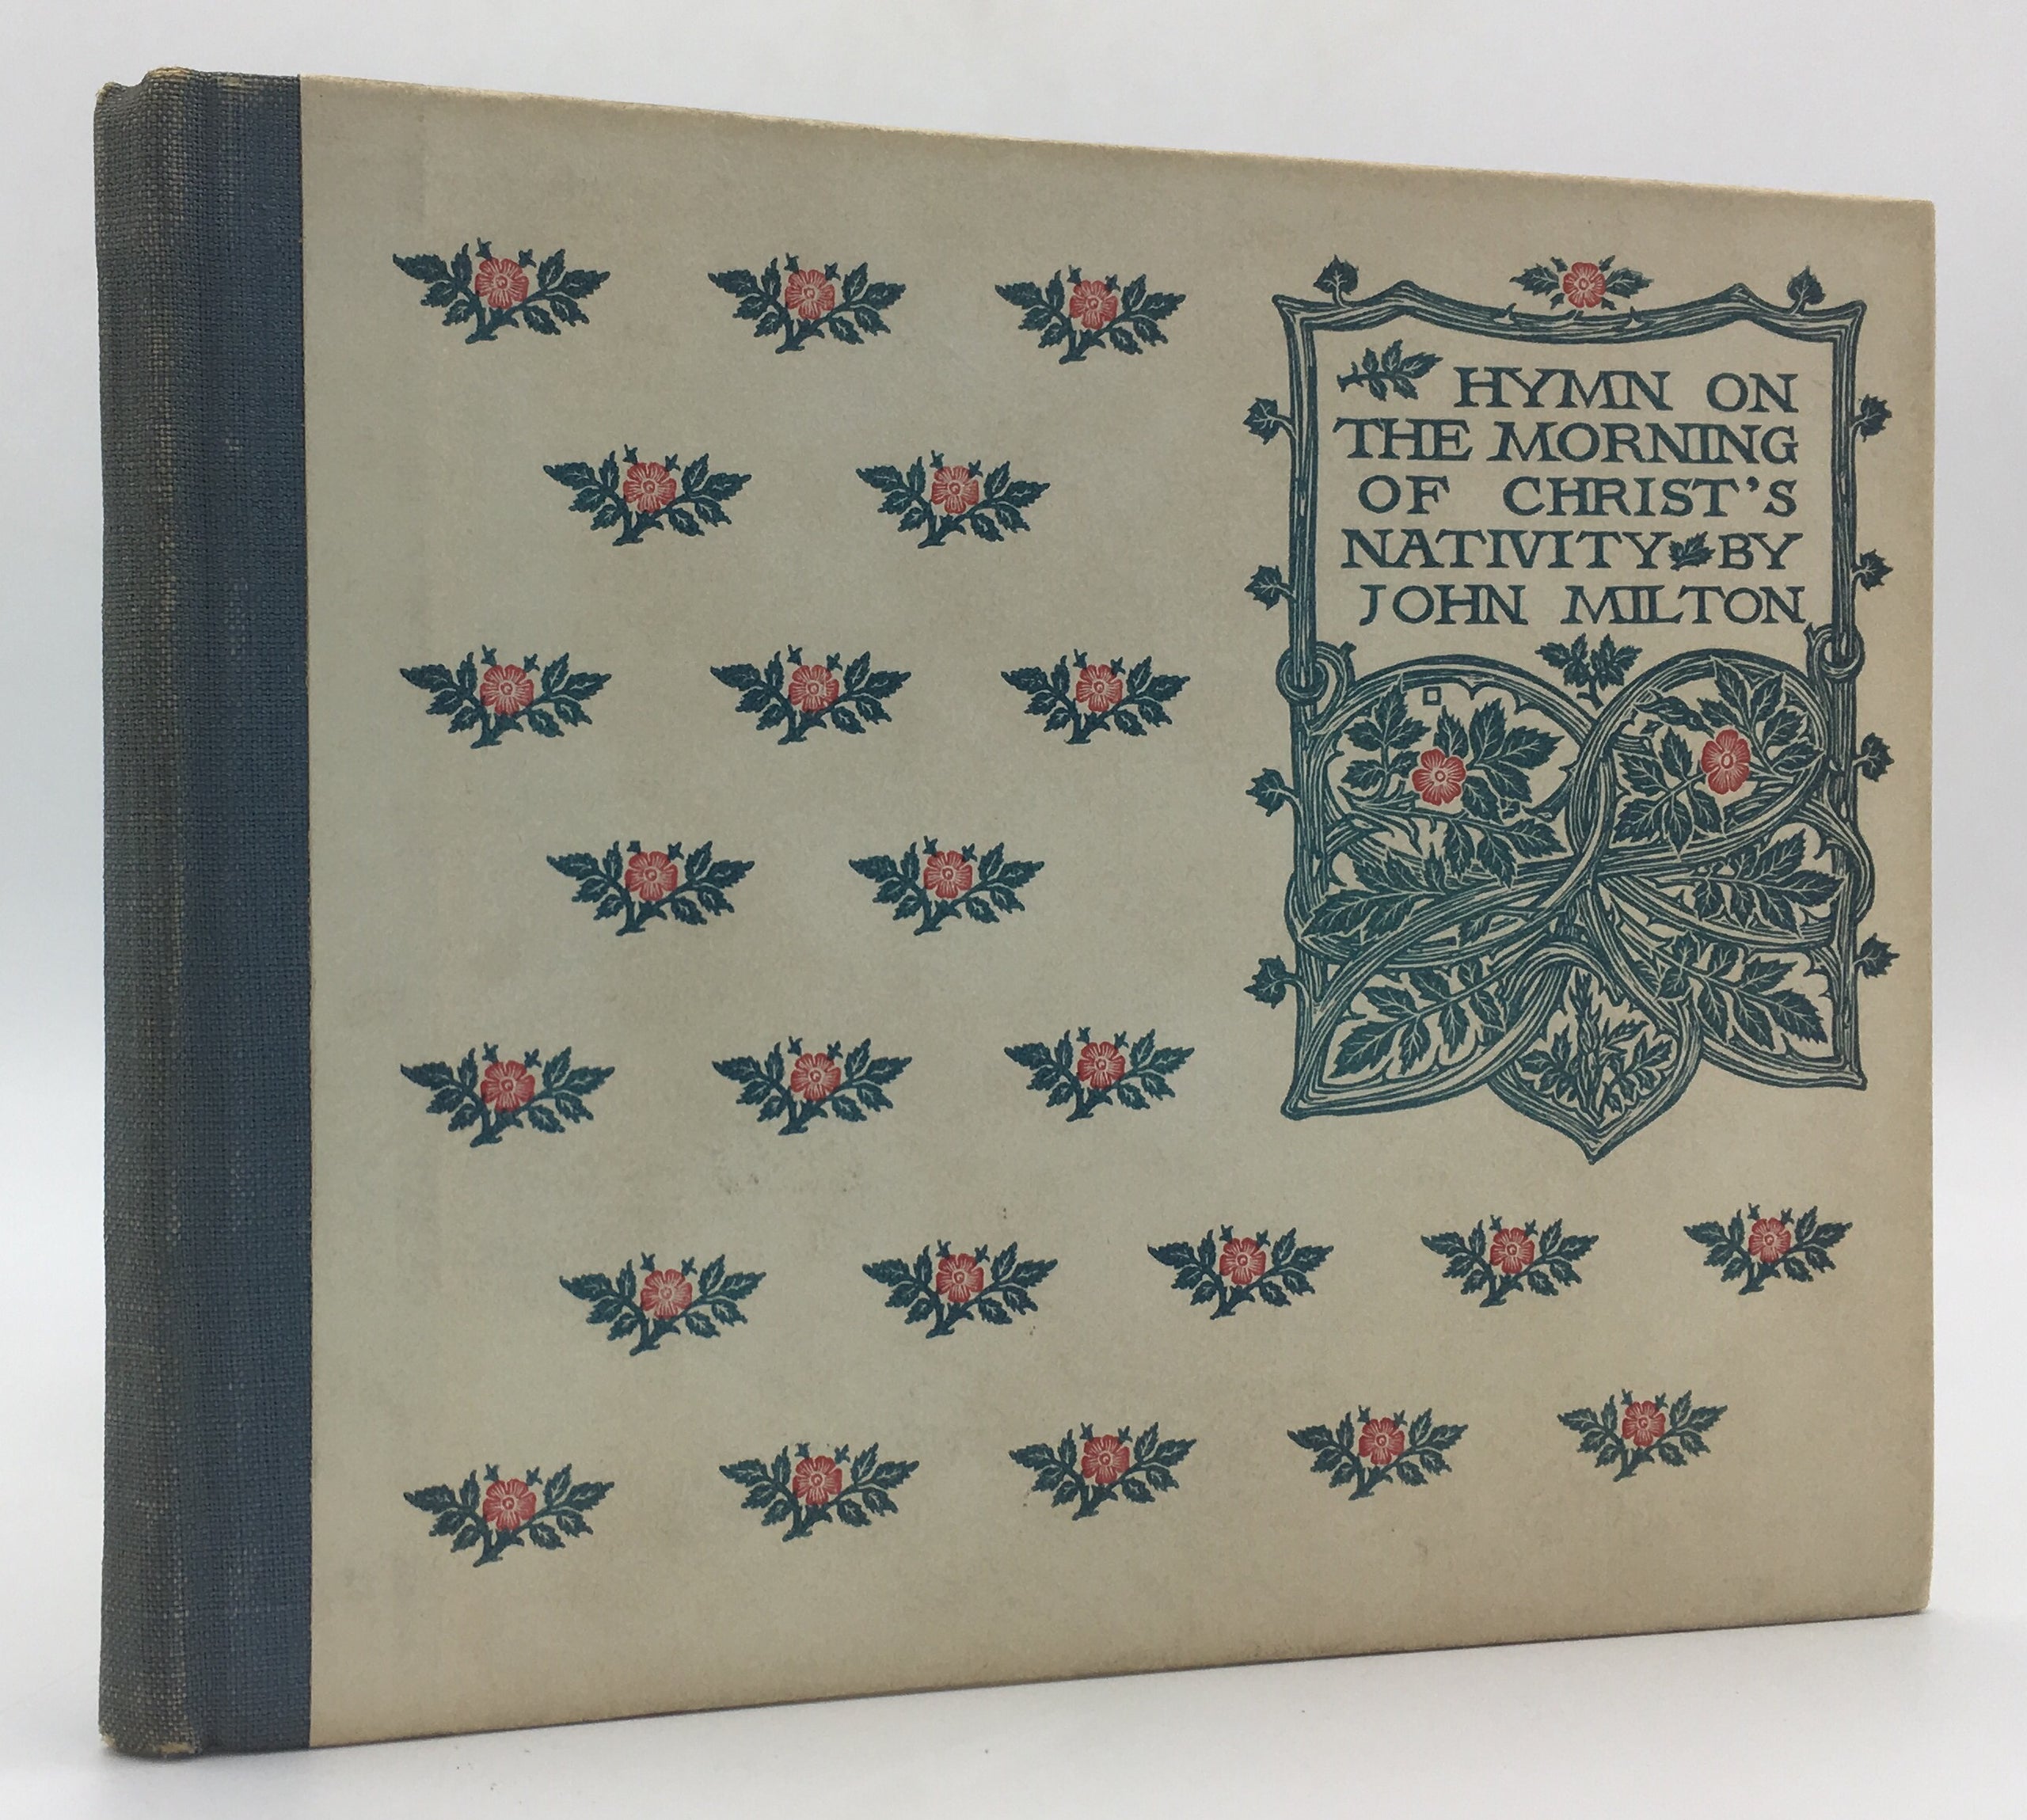 HYMN ON
THE MORNING
OF CHRIST'S
NATIVITY BY
JOHN MILTON